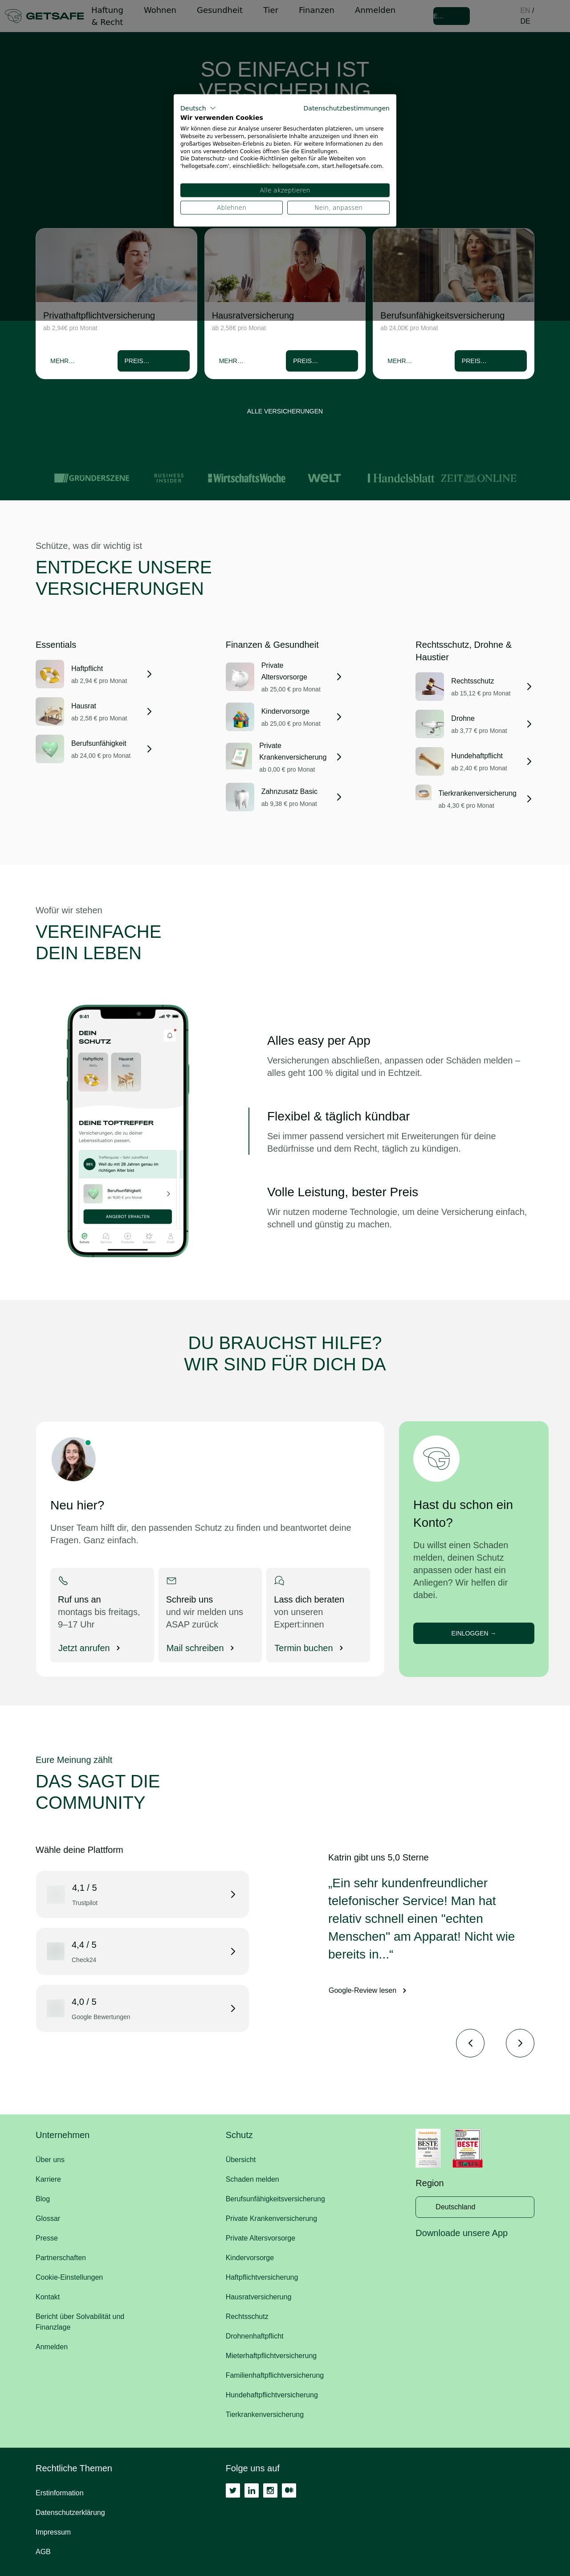 GETSAFE
Haftung & Recht
Wohnen
Gesundheit
Tier
Finanzen
Anmelden
E...
EN / DE
SO EINFACH IST
VERSICHERUNG
Deutsch
Datenschutzbestimmungen
Wir verwenden Cookies
Wir können diese zur Analyse unserer Besucherdaten platzieren, um unsere
Webseite zu verbessern, personalisierte Inhalte anzuzeigen und Ihnen ein
großartiges Webseiten-Erlebnis zu bieten. Für weitere Informationen zu den
von uns verwendeten Cookies öffnen Sie die Einstellungen.
Die Datenschutz- und Cookie-Richtlinien gelten für alle Webseiten von
'hellogetsafe.com', einschließlich: hellogetsafe.com, start.hellogetsafe.com.
Alle akzeptieren
Ablehnen
Nein, anpassen
Privathaftpflichtversicherung
ab 2,94€ pro Monat
MEHR...
PREIS...
Hausratversicherung
ab 2,58€ pro Monat
MEHR...
PREIS...
Berufsunfähigkeitsversicherung
ab 24,00€ pro Monat
MEHR...
PREIS...
ALLE VERSICHERUNGEN
GRÜNDERSZENE
BUSINESS INSIDER
WirtschaftsWoche
WELT
Handelsblatt
ZEIT ONLINE
Schütze, was dir wichtig ist
ENTDECKE UNSERE
VERSICHERUNGEN
Essentials
Haftpflicht
ab 2,94 € pro Monat
Hausrat
ab 2,58 € pro Monat
Berufsunfähigkeit
ab 24,00 € pro Monat
Finanzen & Gesundheit
Private
Altersvorsorge
ab 25,00 € pro Monat
Kindervorsorge
ab 25,00 € pro Monat
Private
Krankenversicherung
ab 0,00 € pro Monat
Zahnzusatz Basic
ab 9,38 € pro Monat
Rechtsschutz, Drohne &
Haustier
Rechtsschutz
ab 15,12 € pro Monat
Drohne
ab 3,77 € pro Monat
Hundehaftpflicht
ab 2,40 € pro Monat
Tierkrankenversicherung
ab 4,30 € pro Monat
Wofür wir stehen
VEREINFACHE
DEIN LEBEN
9:41
DEIN
SCHUTZ
Haftpflicht
Hausrat
DEINE TOPTREFFER
Versicherungen, die zu deiner
Lebenssituation passen.
Weil du mit 28 Jahren genau im
richtigen Alter bist
Berufsunfähigkeit
ANGEBOT ERHALTEN
Alles easy per App
Versicherungen abschließen, anpassen oder Schäden melden –
alles geht 100 % digital und in Echtzeit.
Flexibel & täglich kündbar
Sei immer passend versichert mit Erweiterungen für deine
Bedürfnisse und dem Recht, täglich zu kündigen.
Volle Leistung, bester Preis
Wir nutzen moderne Technologie, um deine Versicherung einfach,
schnell und günstig zu machen.
DU BRAUCHST HILFE?
WIR SIND FÜR DICH DA
Neu hier?
Unser Team hilft dir, den passenden Schutz zu finden und beantwortet deine
Fragen. Ganz einfach.
Ruf uns an
montags bis freitags,
9–17 Uhr
Jetzt anrufen
Schreib uns
und wir melden uns
ASAP zurück
Mail schreiben
Lass dich beraten
von unseren
Expert:innen
Termin buchen
Hast du schon ein
Konto?
Du willst einen Schaden
melden, deinen Schutz
anpassen oder hast ein
Anliegen? Wir helfen dir
dabei.
EINLOGGEN →
Eure Meinung zählt
DAS SAGT DIE
COMMUNITY
Wähle deine Plattform
4,1 / 5
Trustpilot
4,4 / 5
Check24
4,0 / 5
Google Bewertungen
Katrin gibt uns 5,0 Sterne
„Ein sehr kundenfreundlicher
telefonischer Service! Man hat
relativ schnell einen "echten
Menschen" am Apparat! Nicht wie
bereits in...“
Google-Review lesen
Unternehmen
Über uns
Karriere
Blog
Glossar
Presse
Partnerschaften
Cookie-Einstellungen
Kontakt
Bericht über Solvabilität und
Finanzlage
Anmelden
Schutz
Übersicht
Schaden melden
Berufsunfähigkeitsversicherung
Private Krankenversicherung
Private Altersvorsorge
Kindervorsorge
Haftpflichtversicherung
Hausratversicherung
Rechtsschutz
Drohnenhaftpflicht
Mieterhaftpflichtversicherung
Familienhaftpflichtversicherung
Hundehaftpflichtversicherung
Tierkrankenversicherung
BESTE
BESTE
Region
Deutschland
Downloade unsere App
Rechtliche Themen
Erstinformation
Datenschutzerklärung
Impressum
AGB
Folge uns auf